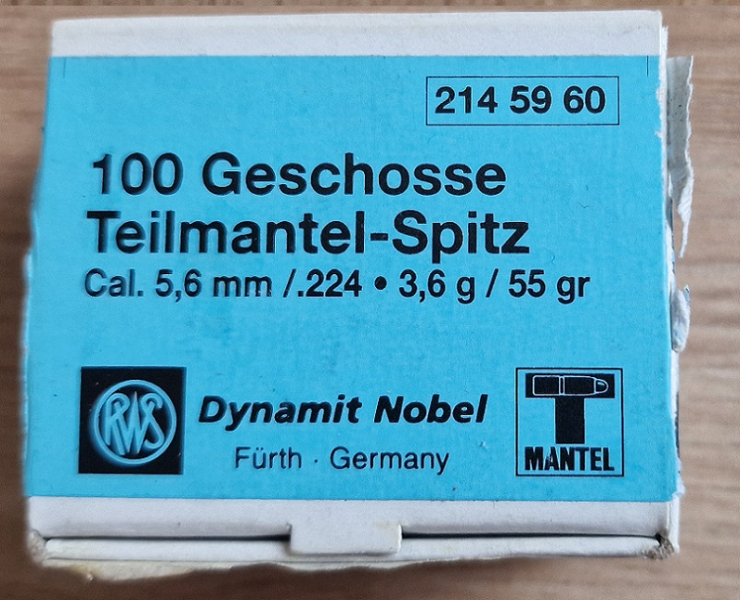 214 59 60
100 Geschosse
Teilmantel-Spitz
Cal. 5,6 mm /.224 • 3,6 g / 55 gr
RWS
Dynamit Nobel
Fürth · Germany
T
MANTEL